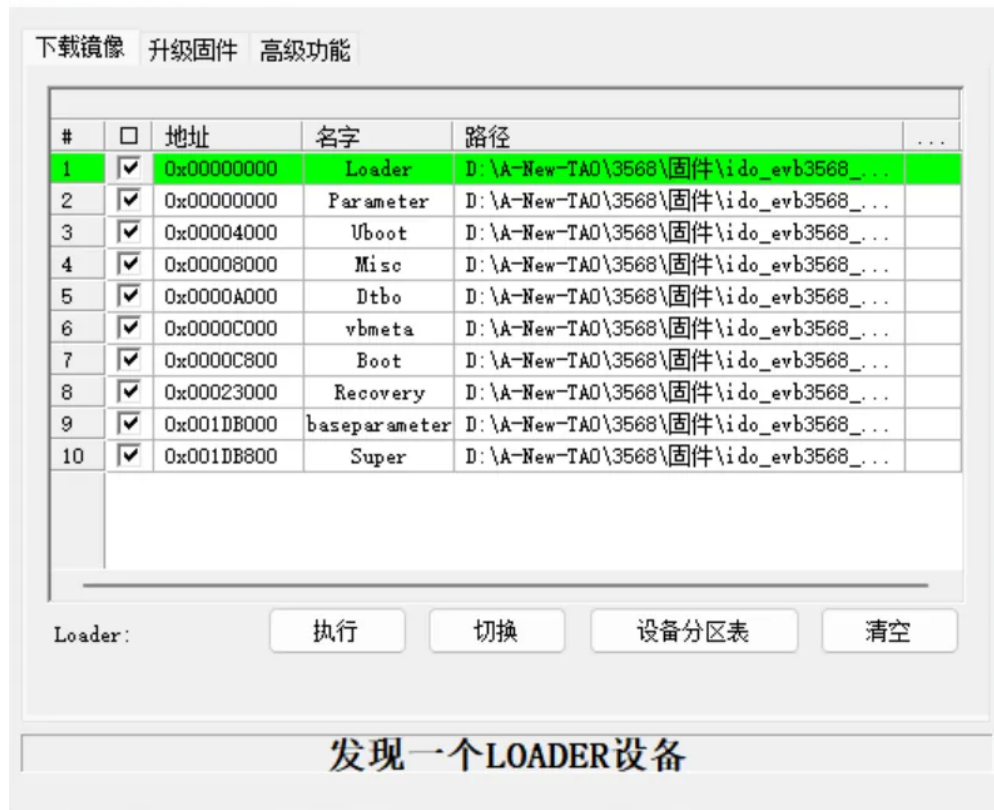 下载镜像 升级固件 高级功能
# 地址 名字 路径 ...
1 0x00000000 Loader D:\A-New-TAO\3568\固件\ido_evb3568_...
2 0x00000000 Parameter D:\A-New-TAO\3568\固件\ido_evb3568_...
3 0x00004000 Uboot D:\A-New-TAO\3568\固件\ido_evb3568_...
4 0x00008000 Misc D:\A-New-TAO\3568\固件\ido_evb3568_...
5 0x0000A000 Dtbo D:\A-New-TAO\3568\固件\ido_evb3568_...
6 0x0000C000 vbmeta D:\A-New-TAO\3568\固件\ido_evb3568_...
7 0x0000C800 Boot D:\A-New-TAO\3568\固件\ido_evb3568_...
8 0x00023000 Recovery D:\A-New-TAO\3568\固件\ido_evb3568_...
9 0x001DB000 baseparameter D:\A-New-TAO\3568\固件\ido_evb3568_...
10 0x001DB800 Super D:\A-New-TAO\3568\固件\ido_evb3568_...
Loader: 执行 切换 设备分区表 清空
发现一个LOADER设备